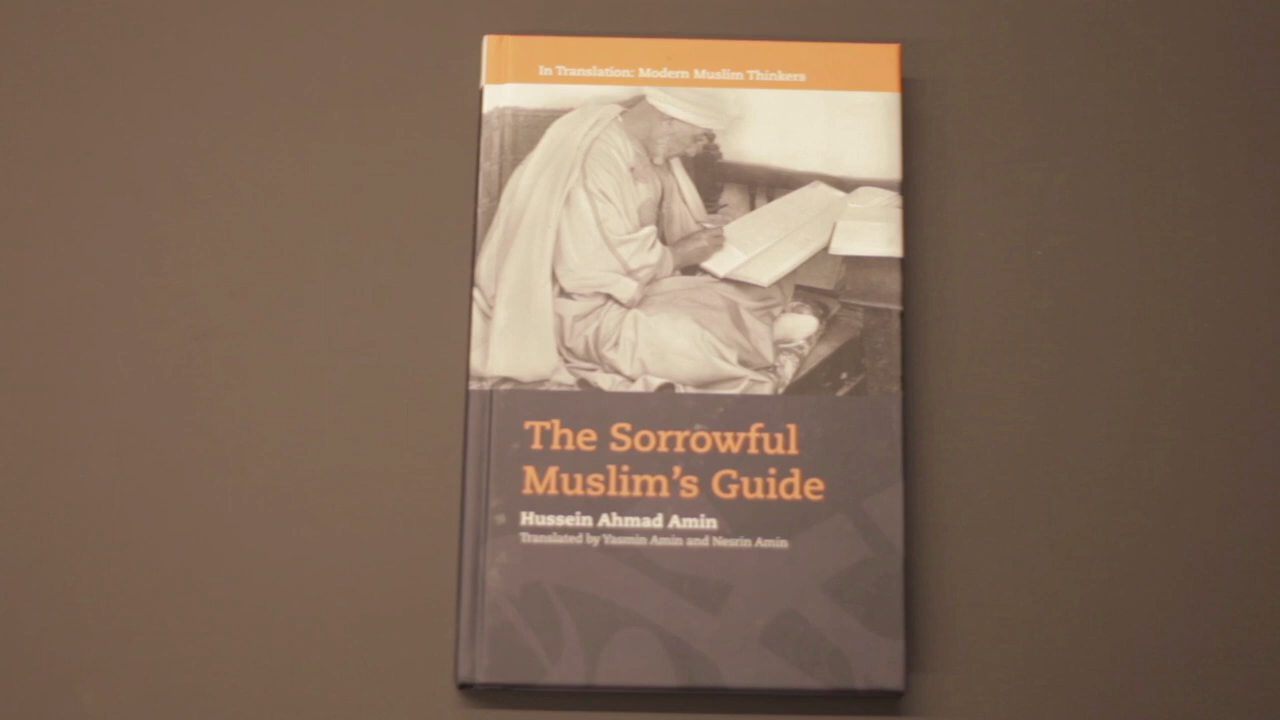 In Translation: Modern Muslim Thinkers
The Sorrowful
Muslim's Guide
Hussein Ahmad Amin
Translated by Yasmin Amin and Nesrin Amin